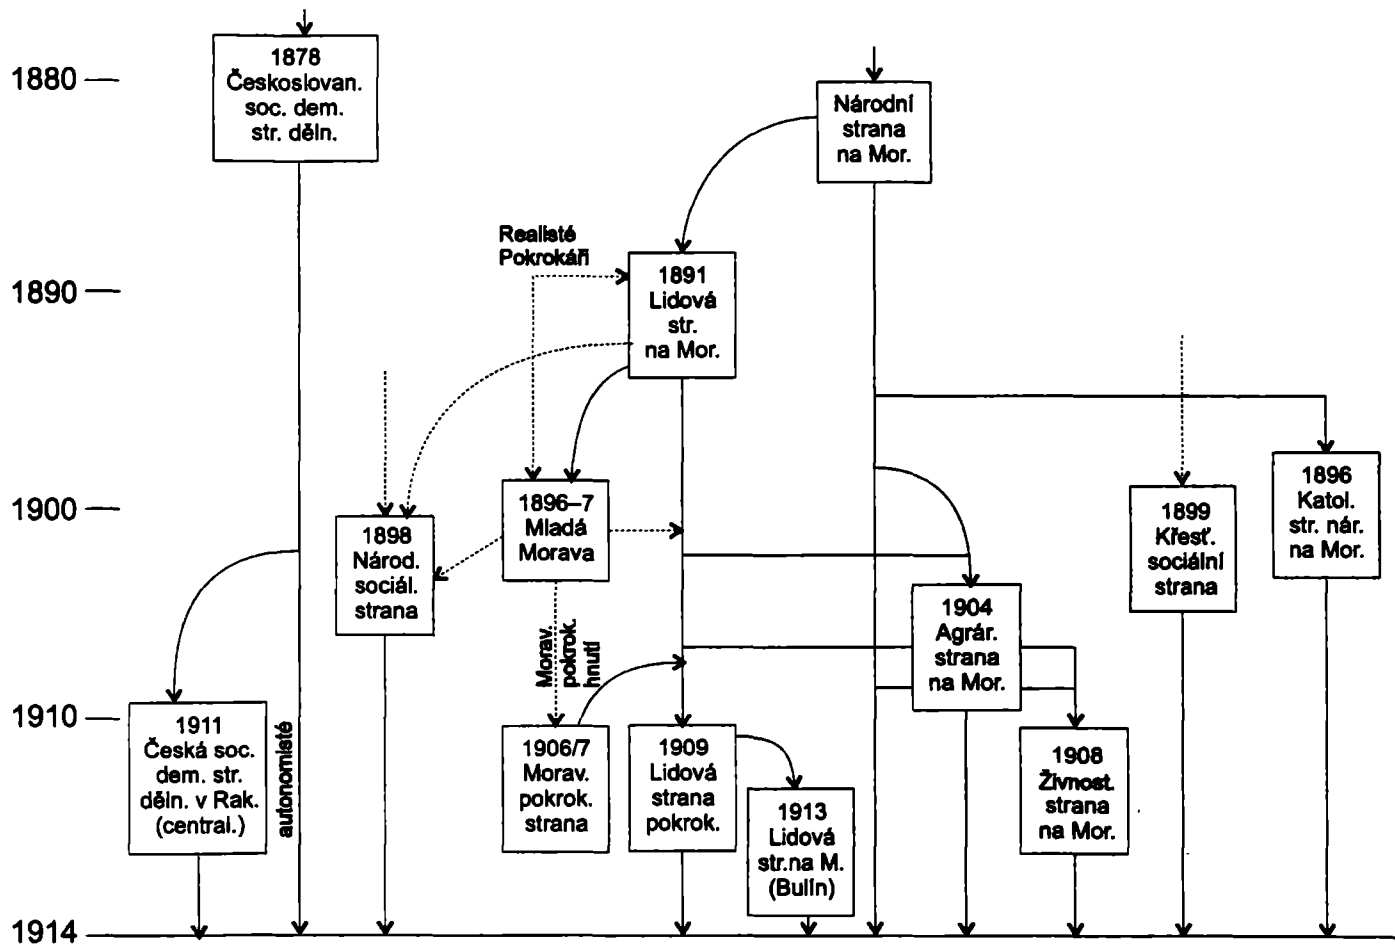 1880
1890
1900
1910
1914
1878
Českoslovan.
soc. dem.
str. děln.
Národní
strana
na Mor.
Realisté
Pokrokáři
1891
Lidová
str.
na Mor.
1898
Národ.
sociál.
strana
1896–7
Mladá
Morava
1899
Křesť.
sociální
strana
1896
Katol.
str. nár.
na Mor.
1904
Agrár.
strana
na Mor.
Morav.
pokrok.
hnutí
1911
Česká soc.
dem. str.
děln. v Rak.
(central.)
autonomisté
1906/7
Morav.
pokrok.
strana
1909
Lidová
strana
pokrok.
1913
Lidová
str.na M.
(Bulín)
1908
Živnost.
strana
na Mor.